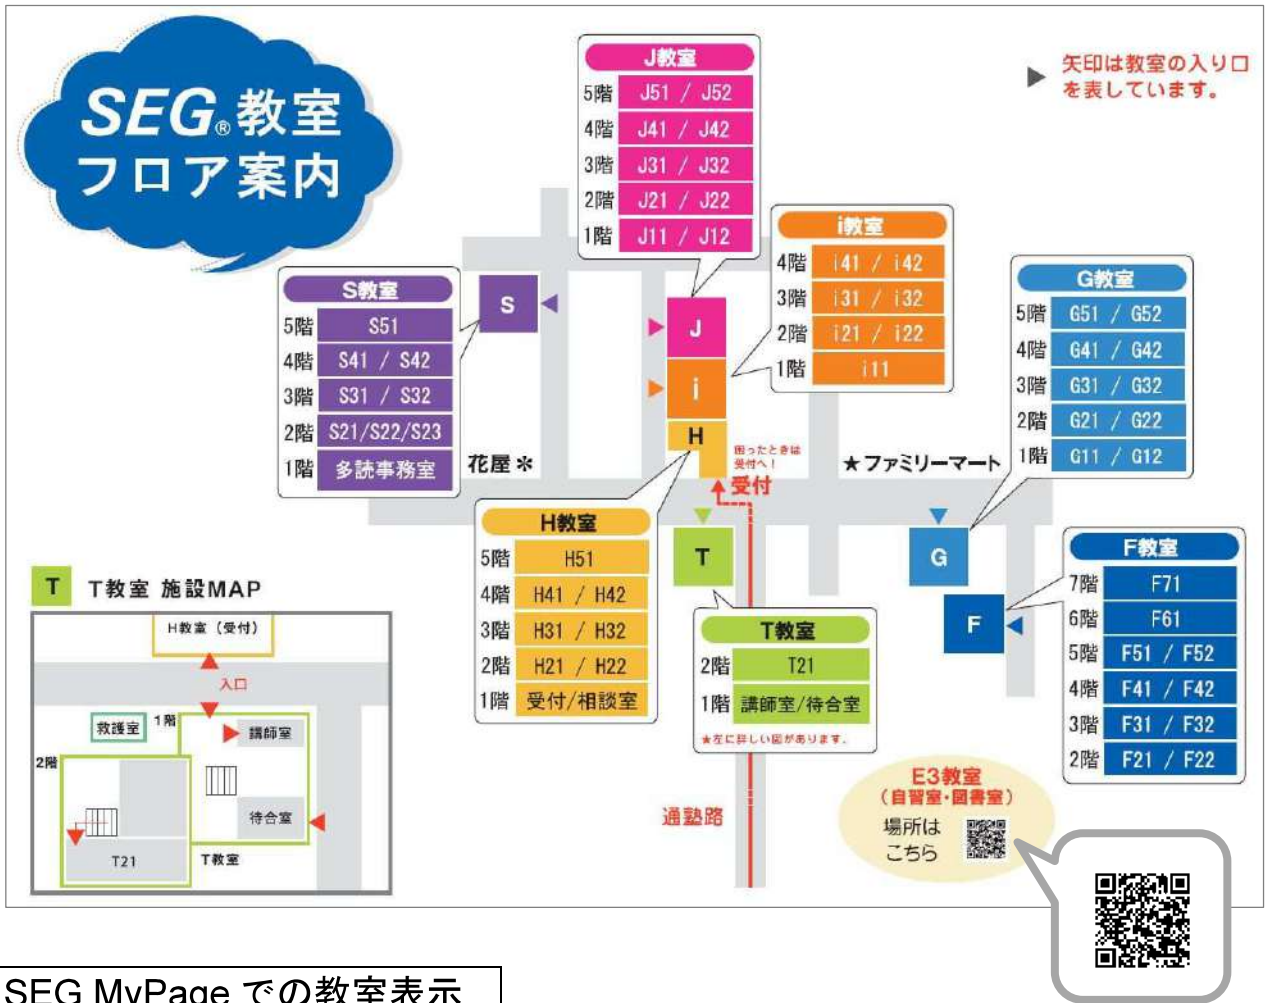 SEG®教室
フロア案内
▶ 矢印は教室の入り口
を表しています。
J教室
5階 J51 / J52
4階 J41 / J42
3階 J31 / J32
2階 J21 / J22
1階 J11 / J12
i教室
4階 i41 / i42
3階 i31 / i32
2階 i21 / i22
1階 i11
S教室
5階 S51
4階 S41 / S42
3階 S31 / S32
2階 S21/S22/S23
1階 多読事務室
G教室
5階 G51 / G52
4階 G41 / G42
3階 G31 / G32
2階 G21 / G22
1階 G11 / G12
S
J
i
H
花屋＊
困ったときは
受付へ！
受付
★ファミリーマート
H教室
5階 H51
4階 H41 / H42
3階 H31 / H32
2階 H21 / H22
1階 受付/相談室
T
G
F
F教室
7階 F71
6階 F61
5階 F51 / F52
4階 F41 / F42
3階 F31 / F32
2階 F21 / F22
T教室
2階 T21
1階 講師室/待合室
★左に詳しい図があります。
通塾路
E3教室
（自習室・図書室）
場所は
こちら
T T教室 施設MAP
H教室（受付）
入口
救護室
1階
講師室
2階
待合室
T21
T教室
SEG MyPage での教室表示